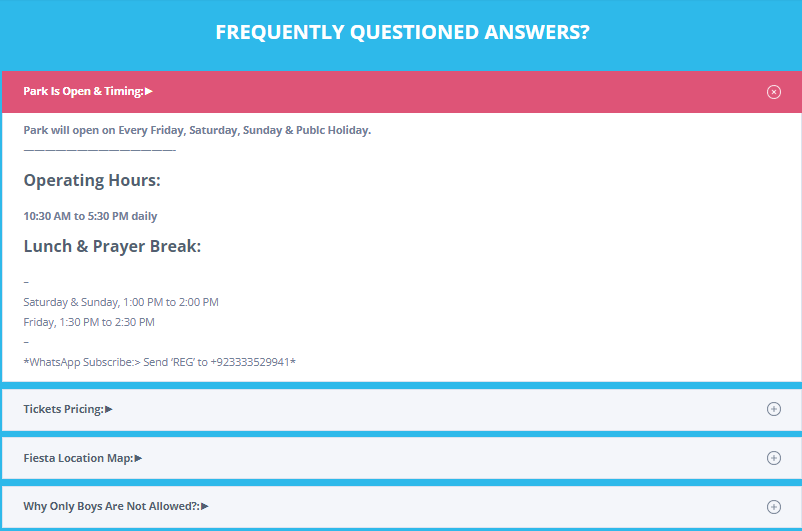 FREQUENTLY QUESTIONED ANSWERS?
Park Is Open & Timing:►
Park will open on Every Friday, Saturday, Sunday & Publc Holiday.
—————————————————-
Operating Hours:
10:30 AM to 5:30 PM daily
Lunch & Prayer Break:
–
Saturday & Sunday, 1:00 PM to 2:00 PM
Friday, 1:30 PM to 2:30 PM
–
*WhatsApp Subscribe:> Send ‘REG’ to +923333529941*
Tickets Pricing:►
Fiesta Location Map:►
Why Only Boys Are Not Allowed?:►